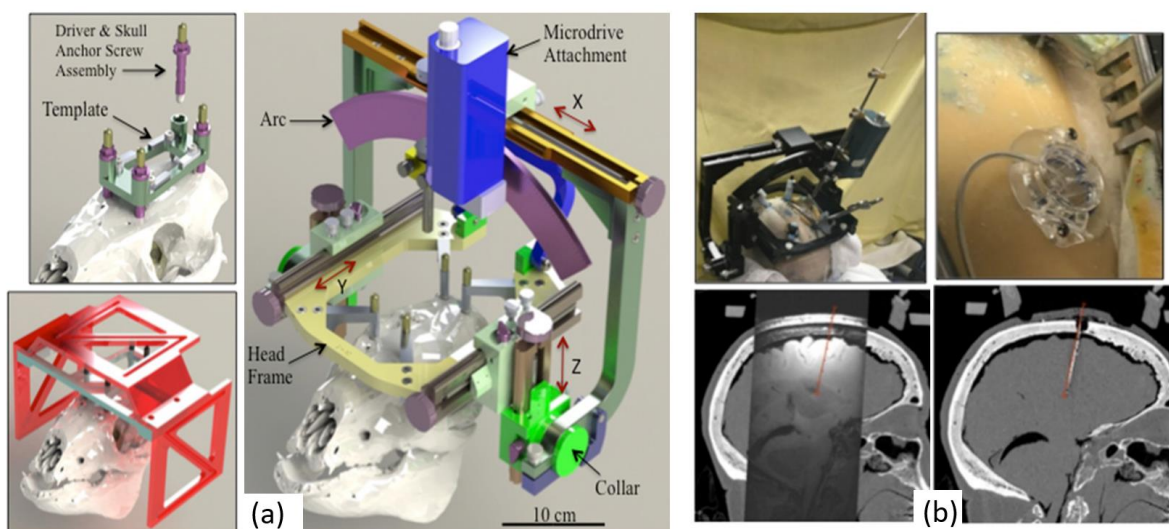 Driver & Skull
Anchor Screw
Assembly
Template
Microdrive
Attachment
Arc
X
Y
Head
Frame
Z
Collar
10 cm
(a)
(b)